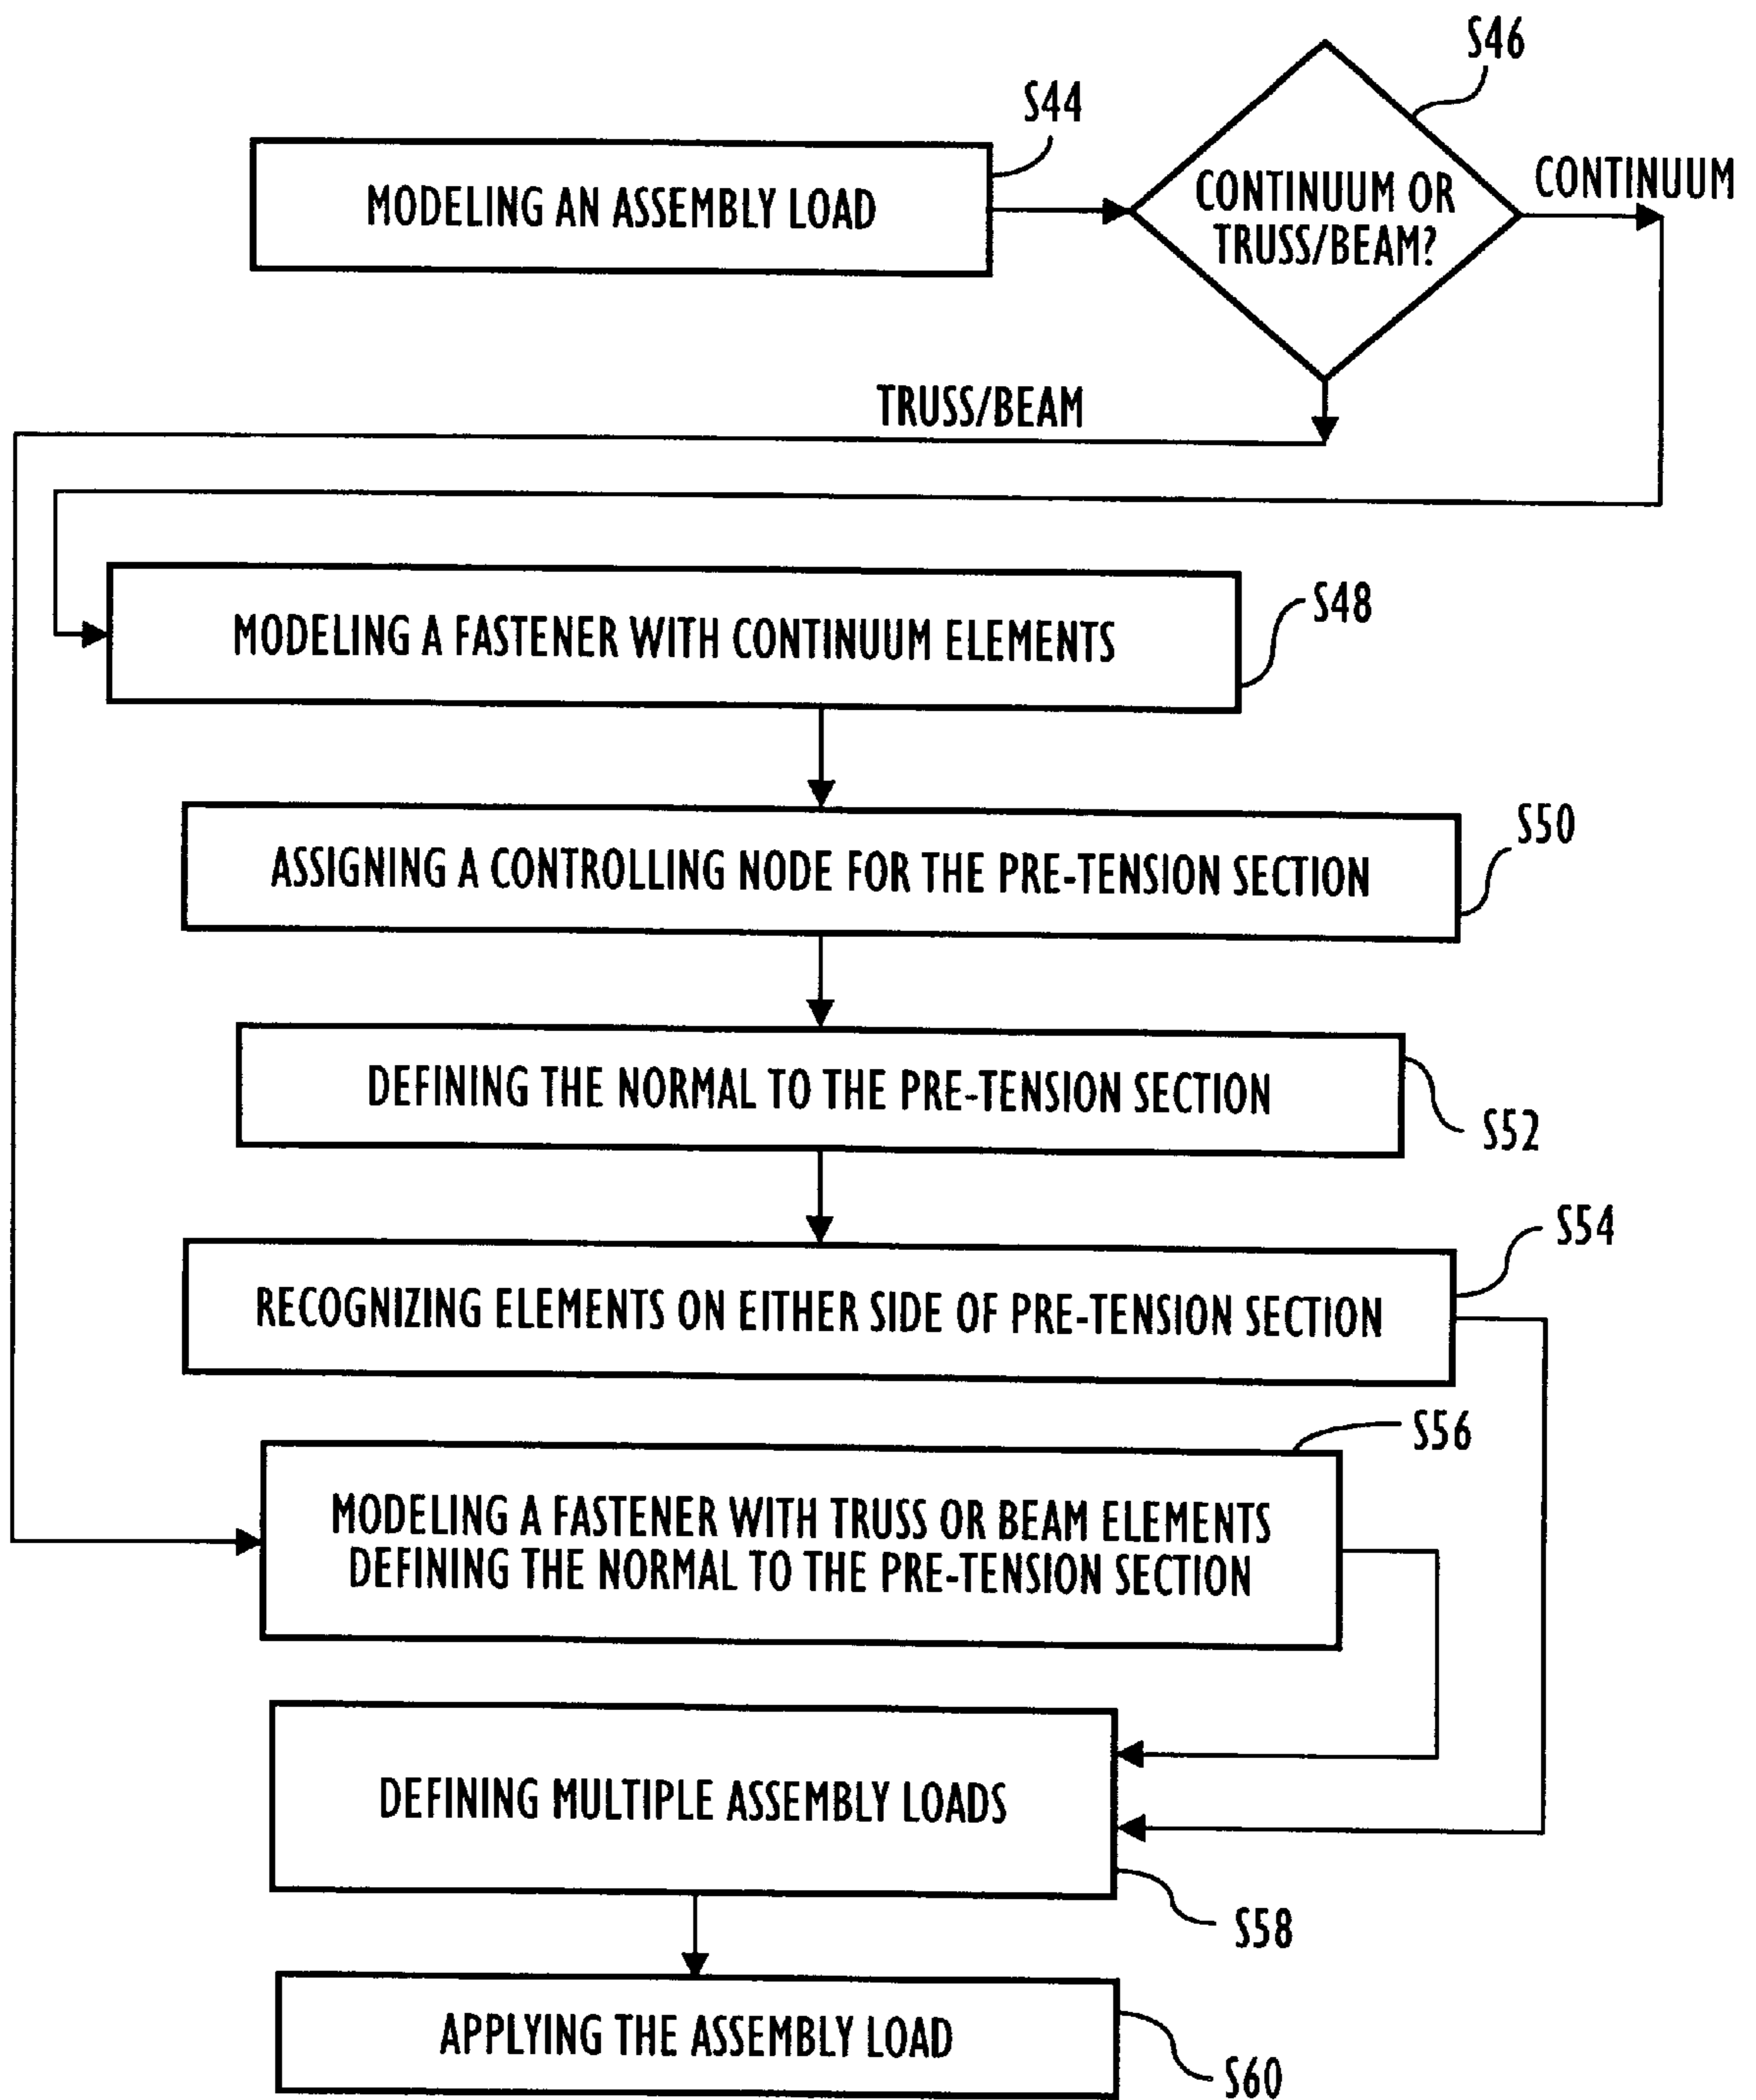 S46
S44
MODELING AN ASSEMBLY LOAD
CONTINUUM OR
TRUSS/BEAM?
CONTINUUM
TRUSS/BEAM
MODELING A FASTENER WITH CONTINUUM ELEMENTS
S48
ASSIGNING A CONTROLLING NODE FOR THE PRE-TENSION SECTION
S50
DEFINING THE NORMAL TO THE PRE-TENSION SECTION
S52
RECOGNIZING ELEMENTS ON EITHER SIDE OF PRE-TENSION SECTION
S54
S56
MODELING A FASTENER WITH TRUSS OR BEAM ELEMENTS
DEFINING THE NORMAL TO THE PRE-TENSION SECTION
DEFINING MULTIPLE ASSEMBLY LOADS
S58
APPLYING THE ASSEMBLY LOAD
S60